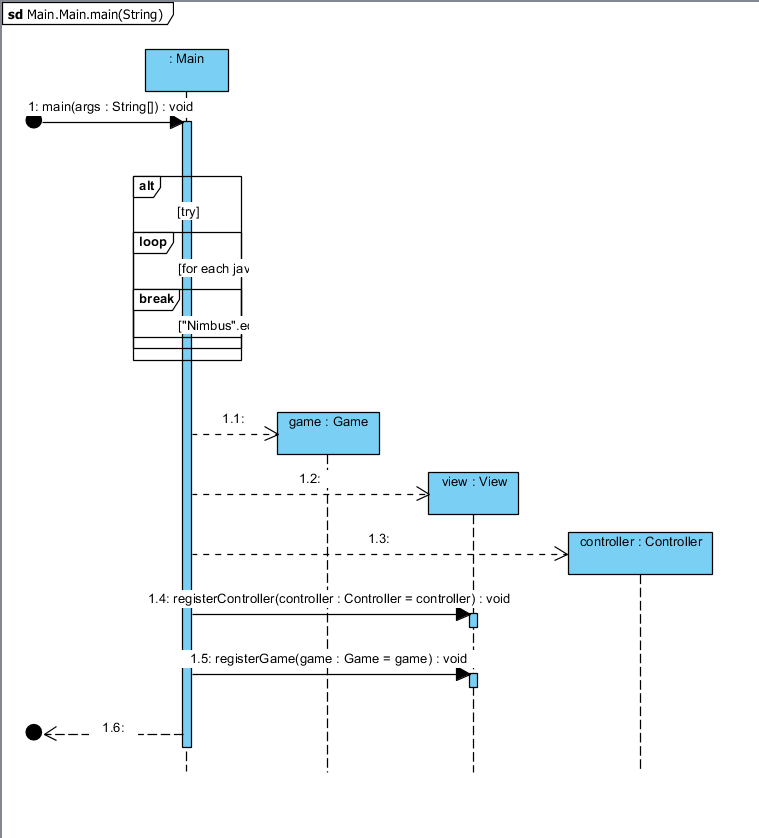 sd Main.Main.main(String)
: Main
1: main(args : String[]) : void
alt
[try]
loop
[for each jav
break
["Nimbus".e
1.1:
game : Game
1.2:
view : View
1.3:
controller : Controller
1.4: registerController(controller : Controller = controller) : void
1.5: registerGame(game : Game = game) : void
1.6: